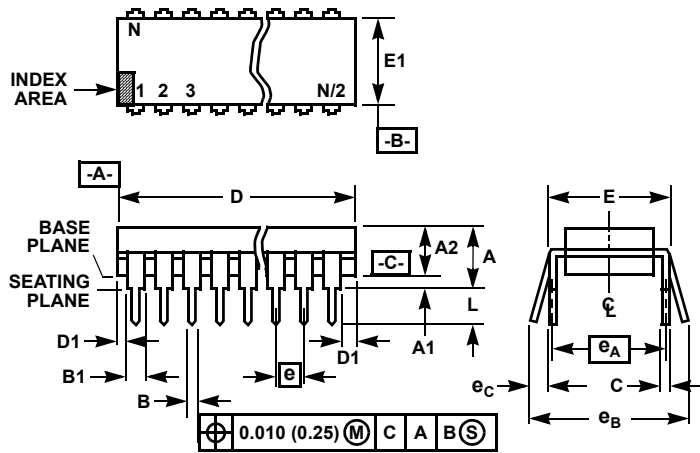 N
E1
INDEX
AREA
1 2 3 N/2
-B-
-A-
D
E
BASE
PLANE
A2
A
-C-
SEATING
PLANE
L
C L
D1
A1
D1
eA
B1
e
eC
C
B
eB
0.010 (0.25) M C A B S